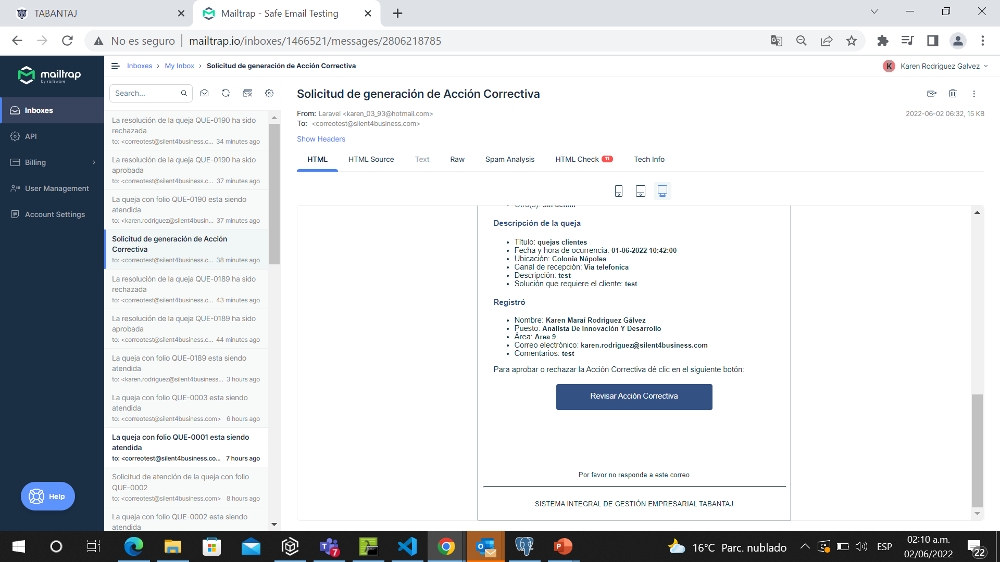 TABANTAJ
Mailtrap - Safe Email Testing
No es seguro
mailtrap.io/inboxes/1466521/messages/2806218785
mailtrap
by railsware
Inboxes
API
Billing
User Management
Account Settings
Help
Inboxes › My Inbox › Solicitud de generación de Acción Correctiva
K Karen Rodriguez Galvez
Search...
La resolución de la queja QUE-0190 ha sido
rechazada
to: <correotest@silent4business.c... 34 minutes ago
La resolución de la queja QUE-0190 ha sido
aprobada
to: <correotest@silent4business.c... 37 minutes ago
La queja con folio QUE-0190 esta siendo
atendida
to: <karen.rodriguez@silent4busin... 37 minutes ago
Solicitud de generación de Acción
Correctiva
to: <correotest@silent4business.c... 38 minutes ago
La resolución de la queja QUE-0189 ha sido
rechazada
to: <correotest@silent4business.c... 43 minutes ago
La resolución de la queja QUE-0189 ha sido
aprobada
to: <correotest@silent4business.c... 44 minutes ago
La queja con folio QUE-0189 esta siendo
atendida
to: <karen.rodriguez@silent4business... 3 hours ago
La queja con folio QUE-0003 esta siendo
atendida
to: <correotest@silent4business.com> 6 hours ago
La queja con folio QUE-0001 esta siendo
atendida
to: <correotest@silent4business.co... 7 hours ago
Solicitud de atención de la queja con folio
QUE-0002
to: <correotest@silent4business.com> 8 hours ago
La queja con folio QUE-0002 esta siendo
atendida
Solicitud de generación de Acción Correctiva
From: Laravel <karen_03_93@hotmail.com>
2022-06-02 06:32, 15 KB
To: <correotest@silent4business.com>
Show Headers
HTML
HTML Source
Text
Raw
Spam Analysis
HTML Check 11
Tech Info
Otro(s): Sin definir
Descripción de la queja
• Título: quejas clientes
• Fecha y hora de ocurrencia: 01-06-2022 10:42:00
• Ubicación: Colonia Nápoles
• Canal de recepción: Via telefonica
• Descripción: test
• Solución que requiere el cliente: test
Registró
• Nombre: Karen Maraí Rodriguez Gálvez
• Puesto: Analista De Innovación Y Desarrollo
• Área: Area 9
• Correo electrónico: karen.rodriguez@silent4business.com
• Comentarios: test
Para aprobar o rechazar la Acción Correctiva dé clic en el siguiente botón:
Revisar Acción Correctiva
Por favor no responda a este correo
SISTEMA INTEGRAL DE GESTIÓN EMPRESARIAL TABANTAJ
7
16°C Parc. nublado
ESP
02:10 a.m.
02/06/2022
22